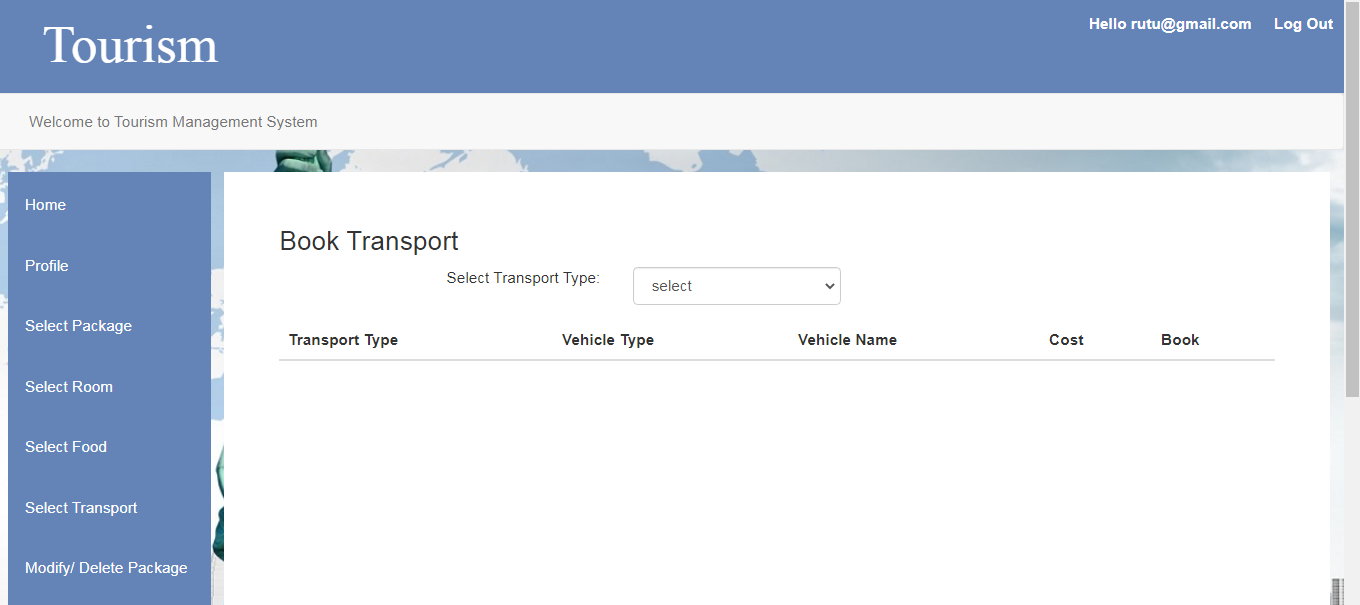 Tourism
Hello rutu@gmail.com Log Out
Welcome to Tourism Management System
Home
Profile
Select Package
Select Room
Select Food
Select Transport
Modify/ Delete Package
Book Transport
Select Transport Type: select
Transport Type Vehicle Type Vehicle Name Cost Book